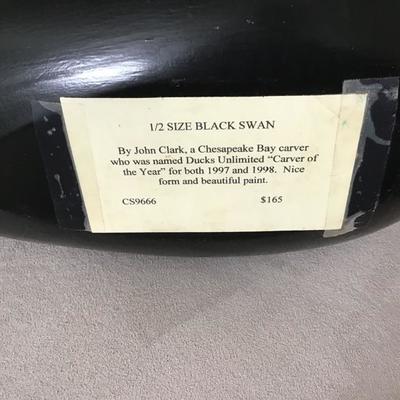 1/2 SIZE BLACK SWAN
By John Clark, a Chesapeake Bay carver
who was named Ducks Unlimited “Carver of
the Year” for both 1997 and 1998. Nice
form and beautiful paint.
CS9666 $165